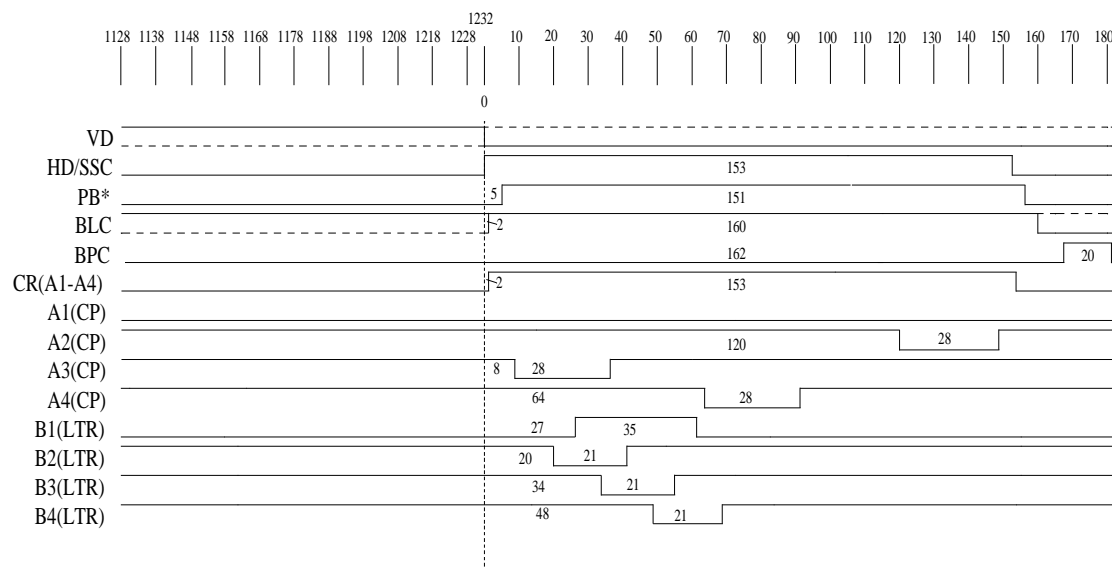 1232
1128 1138 1148 1158 1168 1178 1188 1198 1208 1218 1228 10 20 30 40 50 60 70 80 90 100 110 120 130 140 150 160 170 180
0
VD
HD/SSC 153
PB* 5 151
BLC 2 160
BPC 162 20
CR(A1-A4) 2 153
A1(CP)
A2(CP) 120 28
A3(CP) 8 28
A4(CP) 64 28
B1(LTR) 27 35
B2(LTR) 20 21
B3(LTR) 34 21
B4(LTR) 48 21